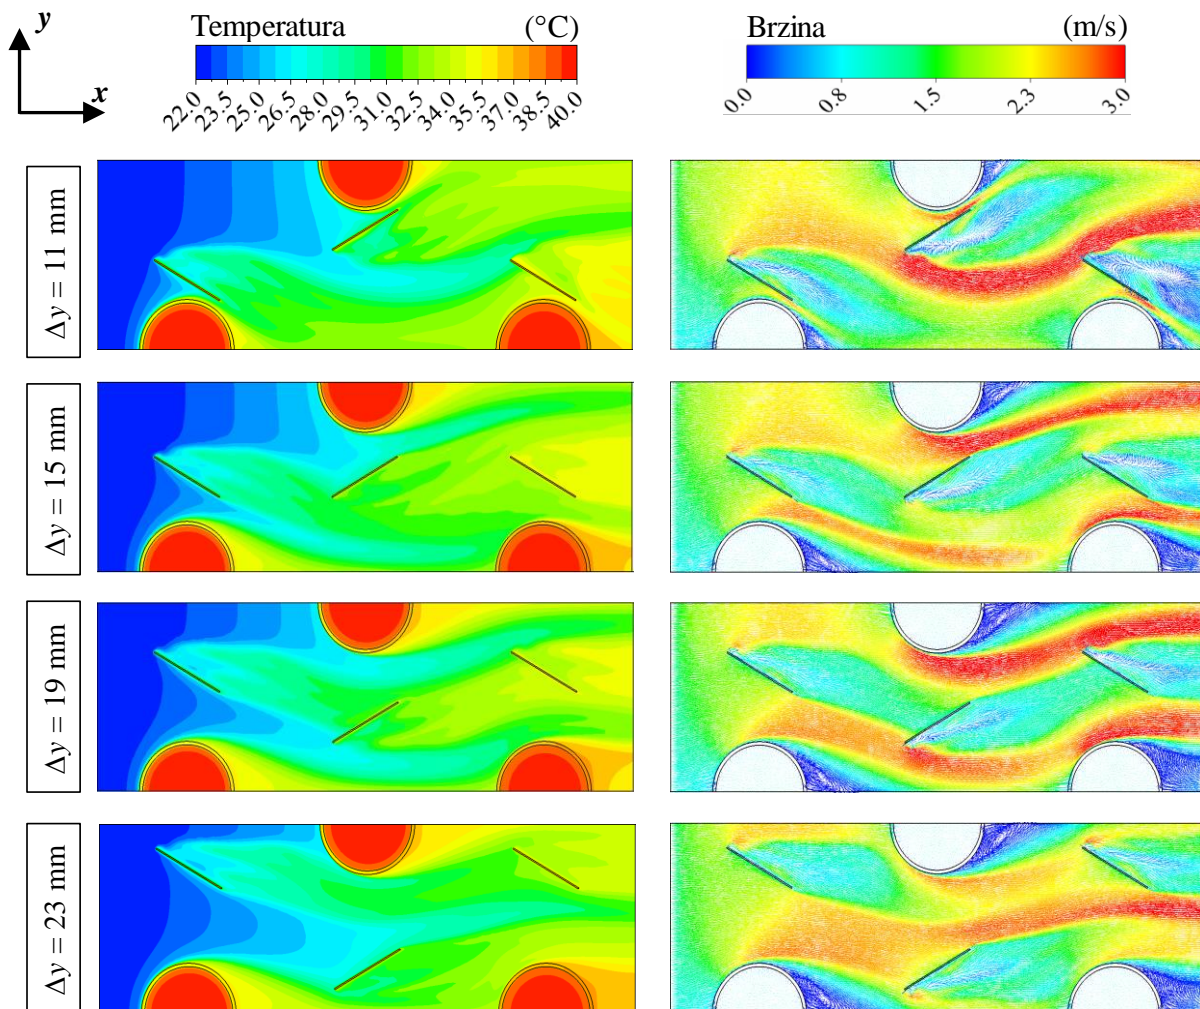 y
x
Temperatura (°C)
22.0 23.5 25.0 26.5 28.0 29.5 31.0 32.5 34.0 35.5 37.0 38.5 40.0
Brzina (m/s)
0.0 0.8 1.5 2.3 3.0
Δy = 11 mm
Δy = 15 mm
Δy = 19 mm
Δy = 23 mm